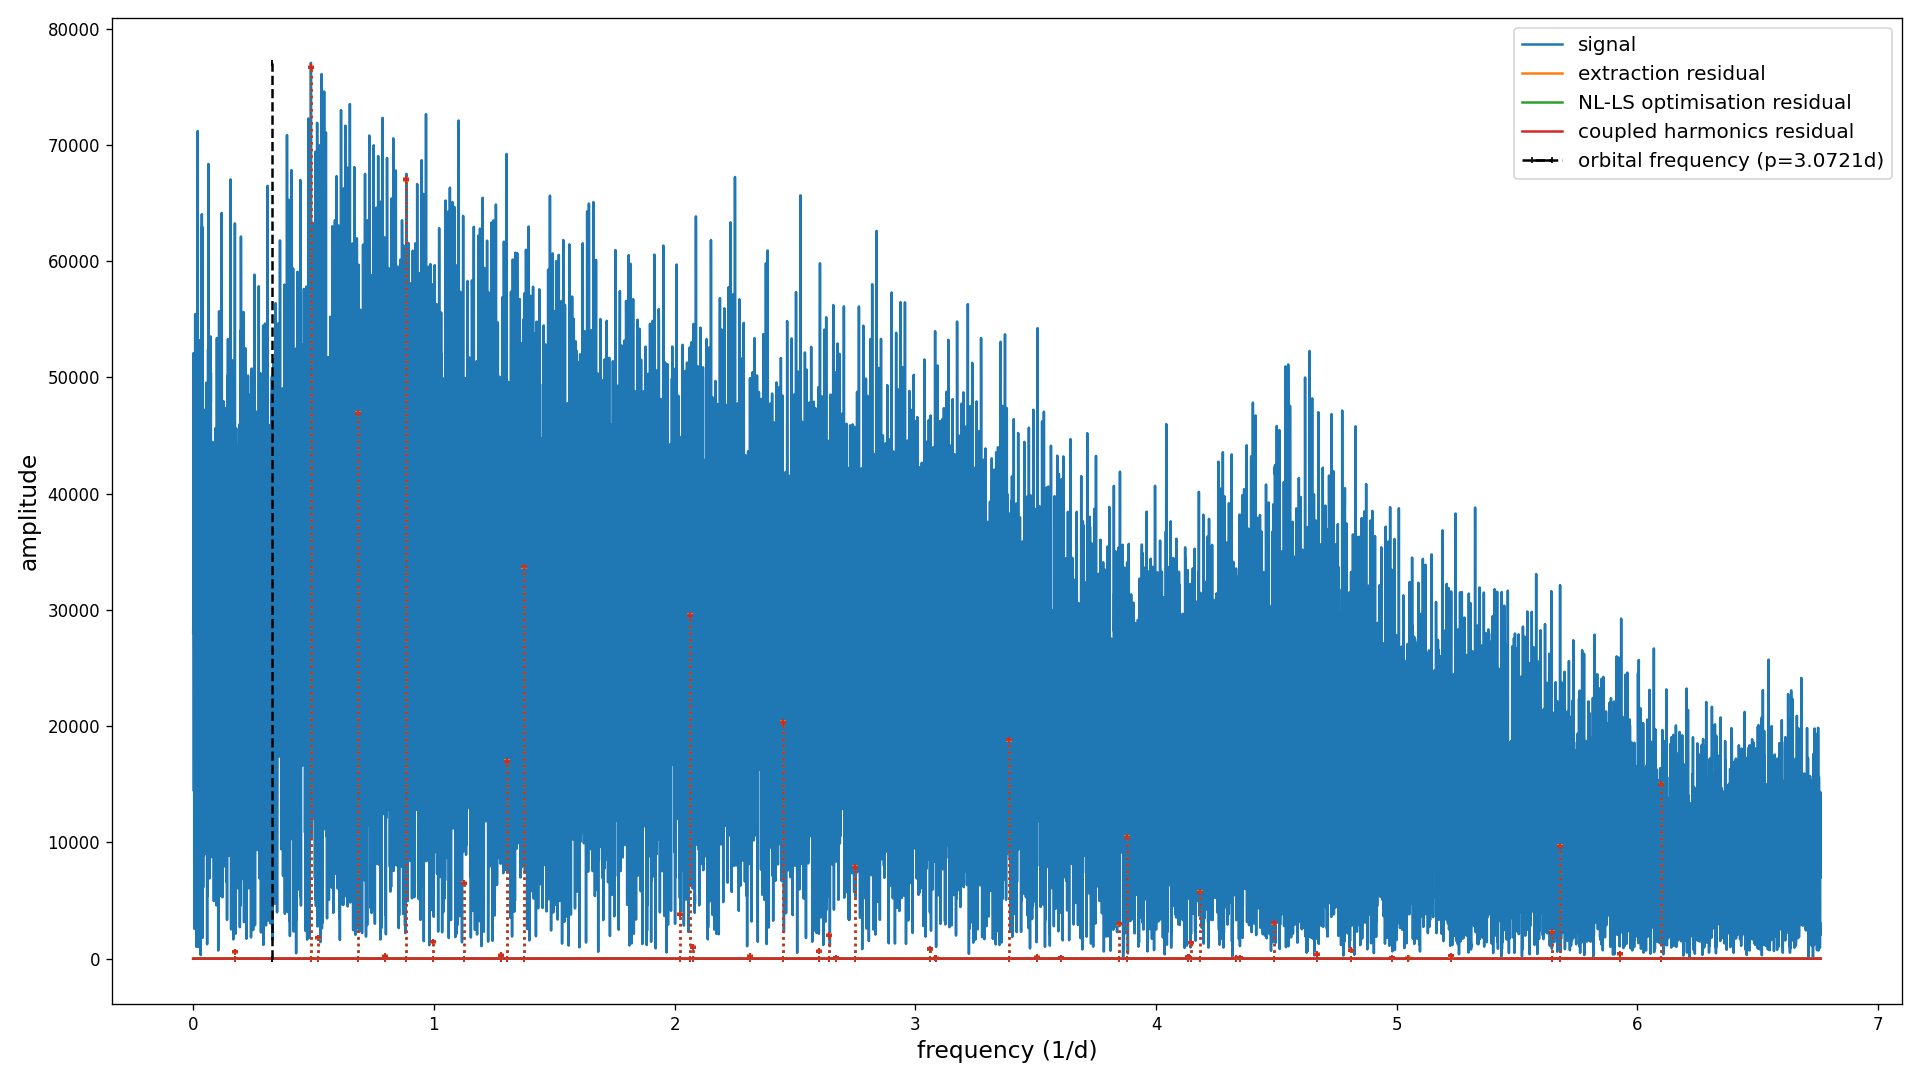 80000
70000
60000
50000
40000
30000
20000
10000
0
amplitude
signal
extraction residual
NL-LS optimisation residual
coupled harmonics residual
orbital frequency (p=3.0721d)
0 1 2 3 4 5 6 7
frequency (1/d)